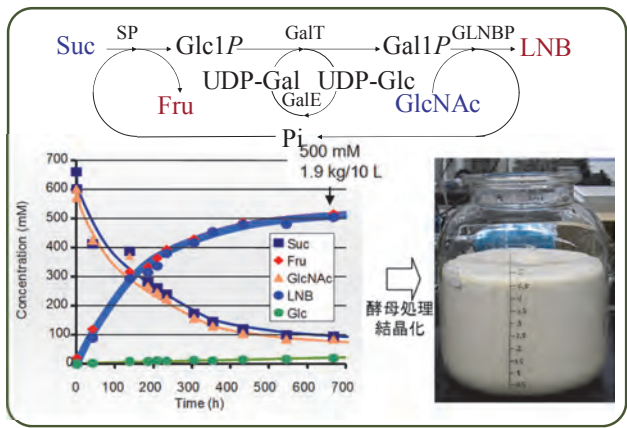 SP
GalT
GLNBP
Suc
Glc1P
Gal1P
LNB
UDP-Gal
UDP-Glc
Fru
GalE
GlcNAc
Pi
500 mM
1.9 kg/10 L
700
600
500
400
300
200
100
0
Concentration (mM)
Suc
Fru
GlcNAc
LNB
Glc
0
100
200
300
400
500
600
700
Time (h)
酵母処理
結晶化